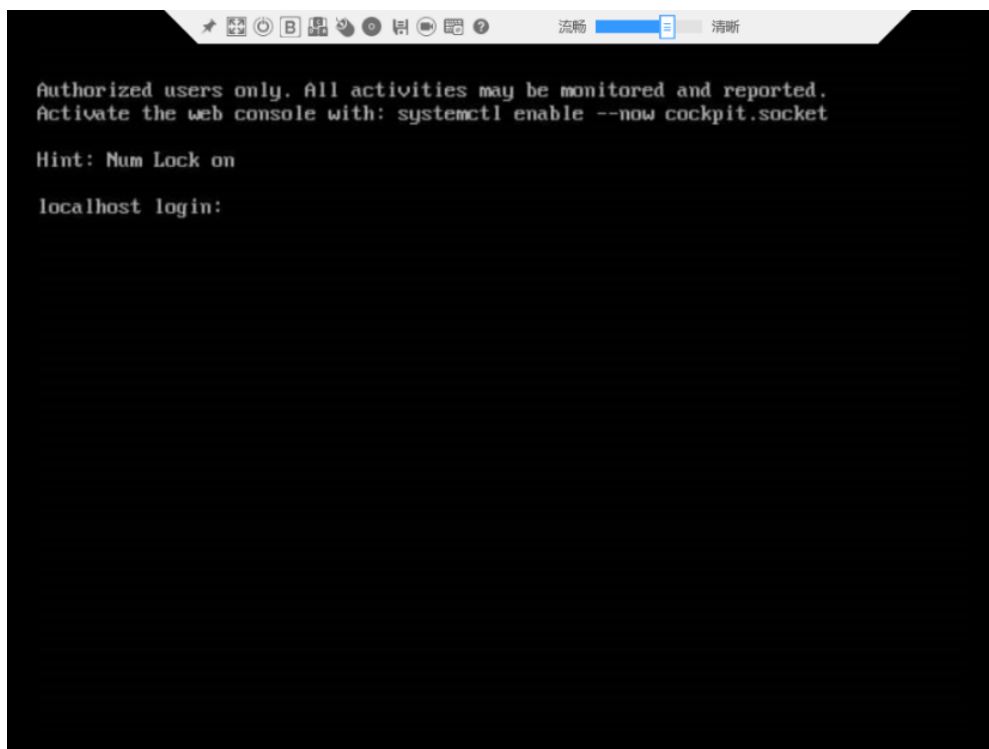 B
流畅 清晰
Authorized users only. All activities may be monitored and reported.
Activate the web console with: systemctl enable --now cockpit.socket
Hint: Num Lock on
localhost login: